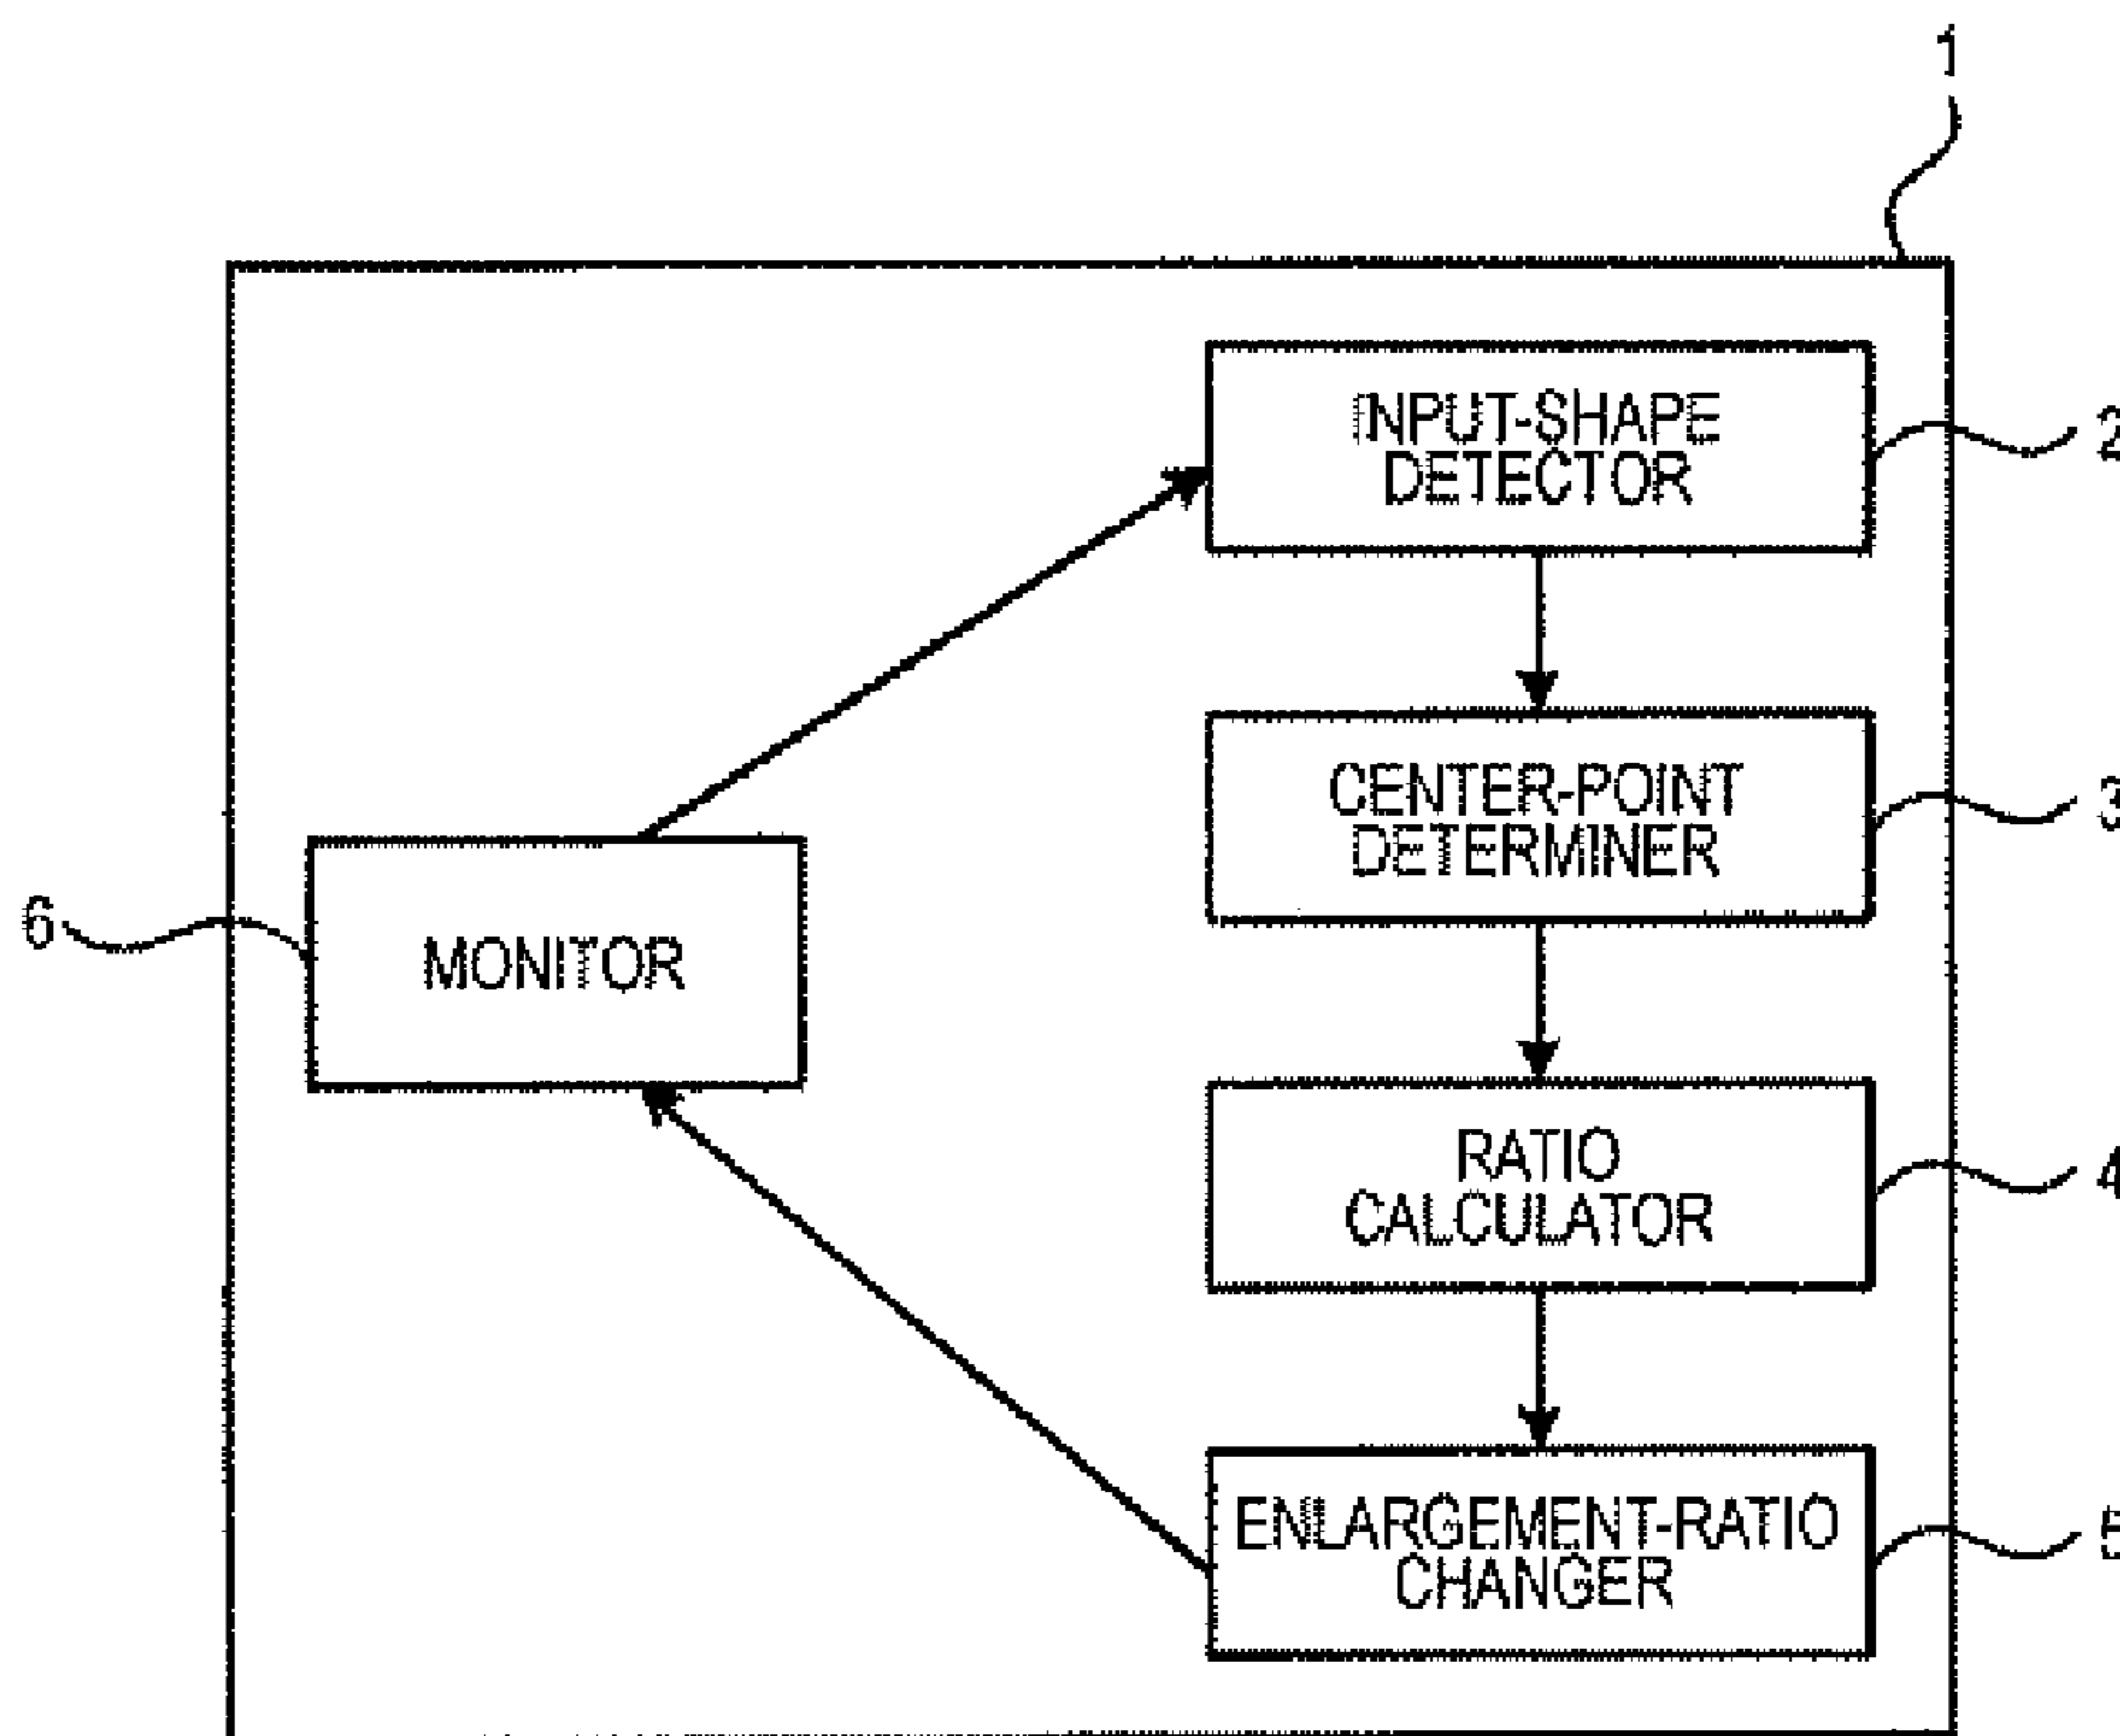 1
INPUT-SHAPE
DETECTOR
2
CENTER-POINT
DETERMINER
3
6
MONITOR
RATIO
CALCULATOR
4
ENLARGEMENT-RATIO
CHANGER
5